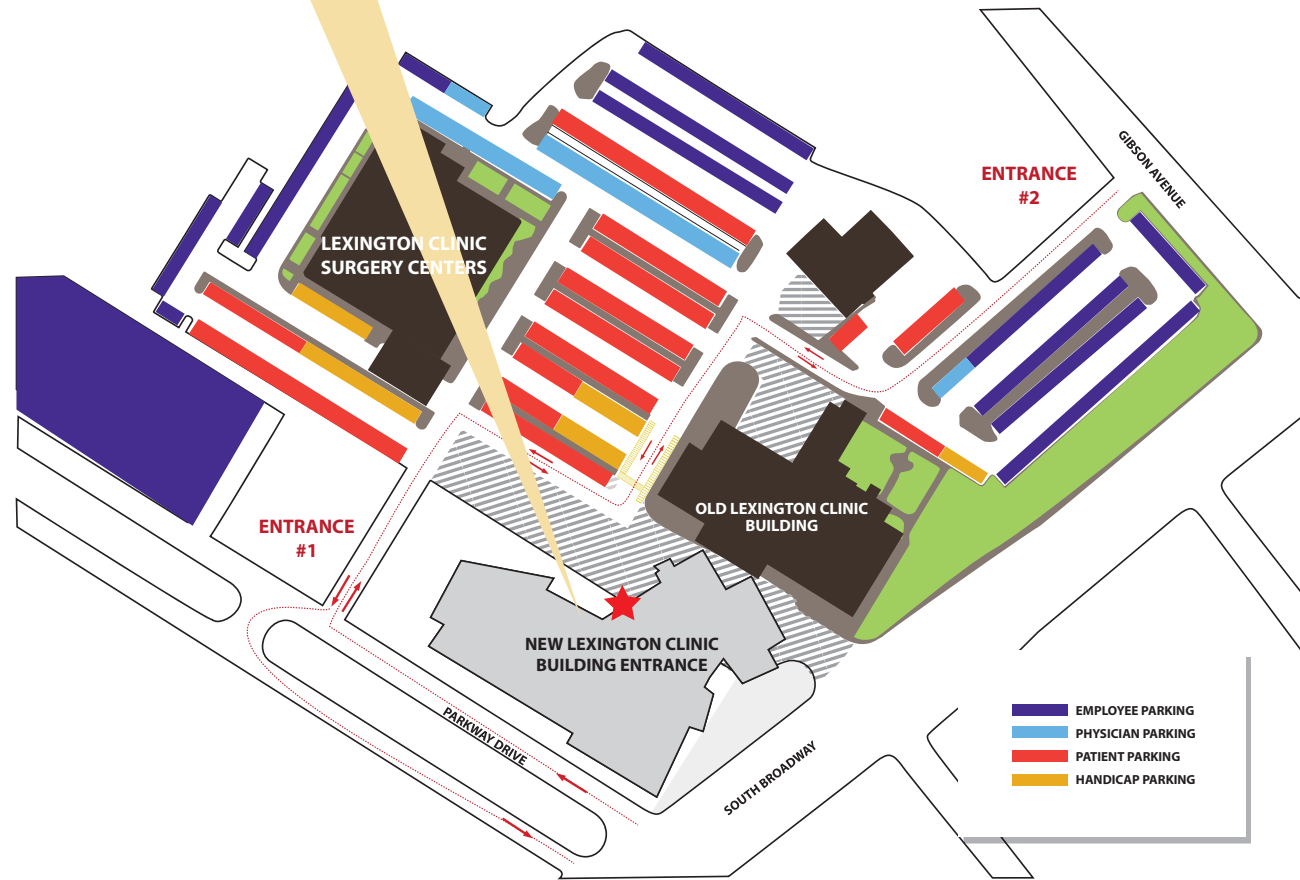 GIBSON AVENUE
ENTRANCE
#2
LEXINGTON CLINIC
SURGERY CENTERS
OLD LEXINGTON CLINIC
BUILDING
ENTRANCE
#1
NEW LEXINGTON CLINIC
BUILDING ENTRANCE
PARKWAY DRIVE
SOUTH BROADWAY
EMPLOYEE PARKING
PHYSICIAN PARKING
PATIENT PARKING
HANDICAP PARKING